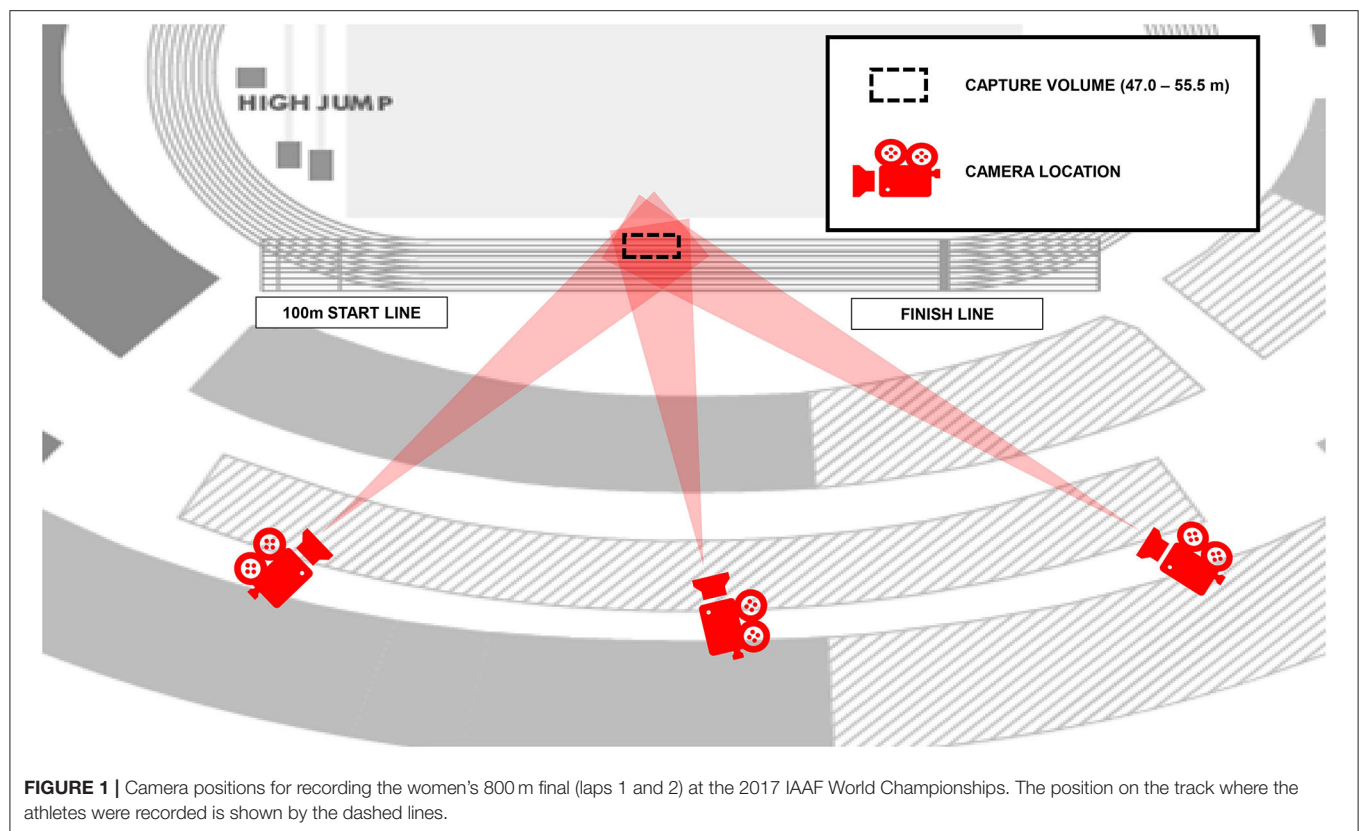 HIGH JUMP
CAPTURE VOLUME (47.0 – 55.5 m)
CAMERA LOCATION
100m START LINE
FINISH LINE
FIGURE 1 | Camera positions for recording the women's 800 m final (laps 1 and 2) at the 2017 IAAF World Championships. The position on the track where the
athletes were recorded is shown by the dashed lines.